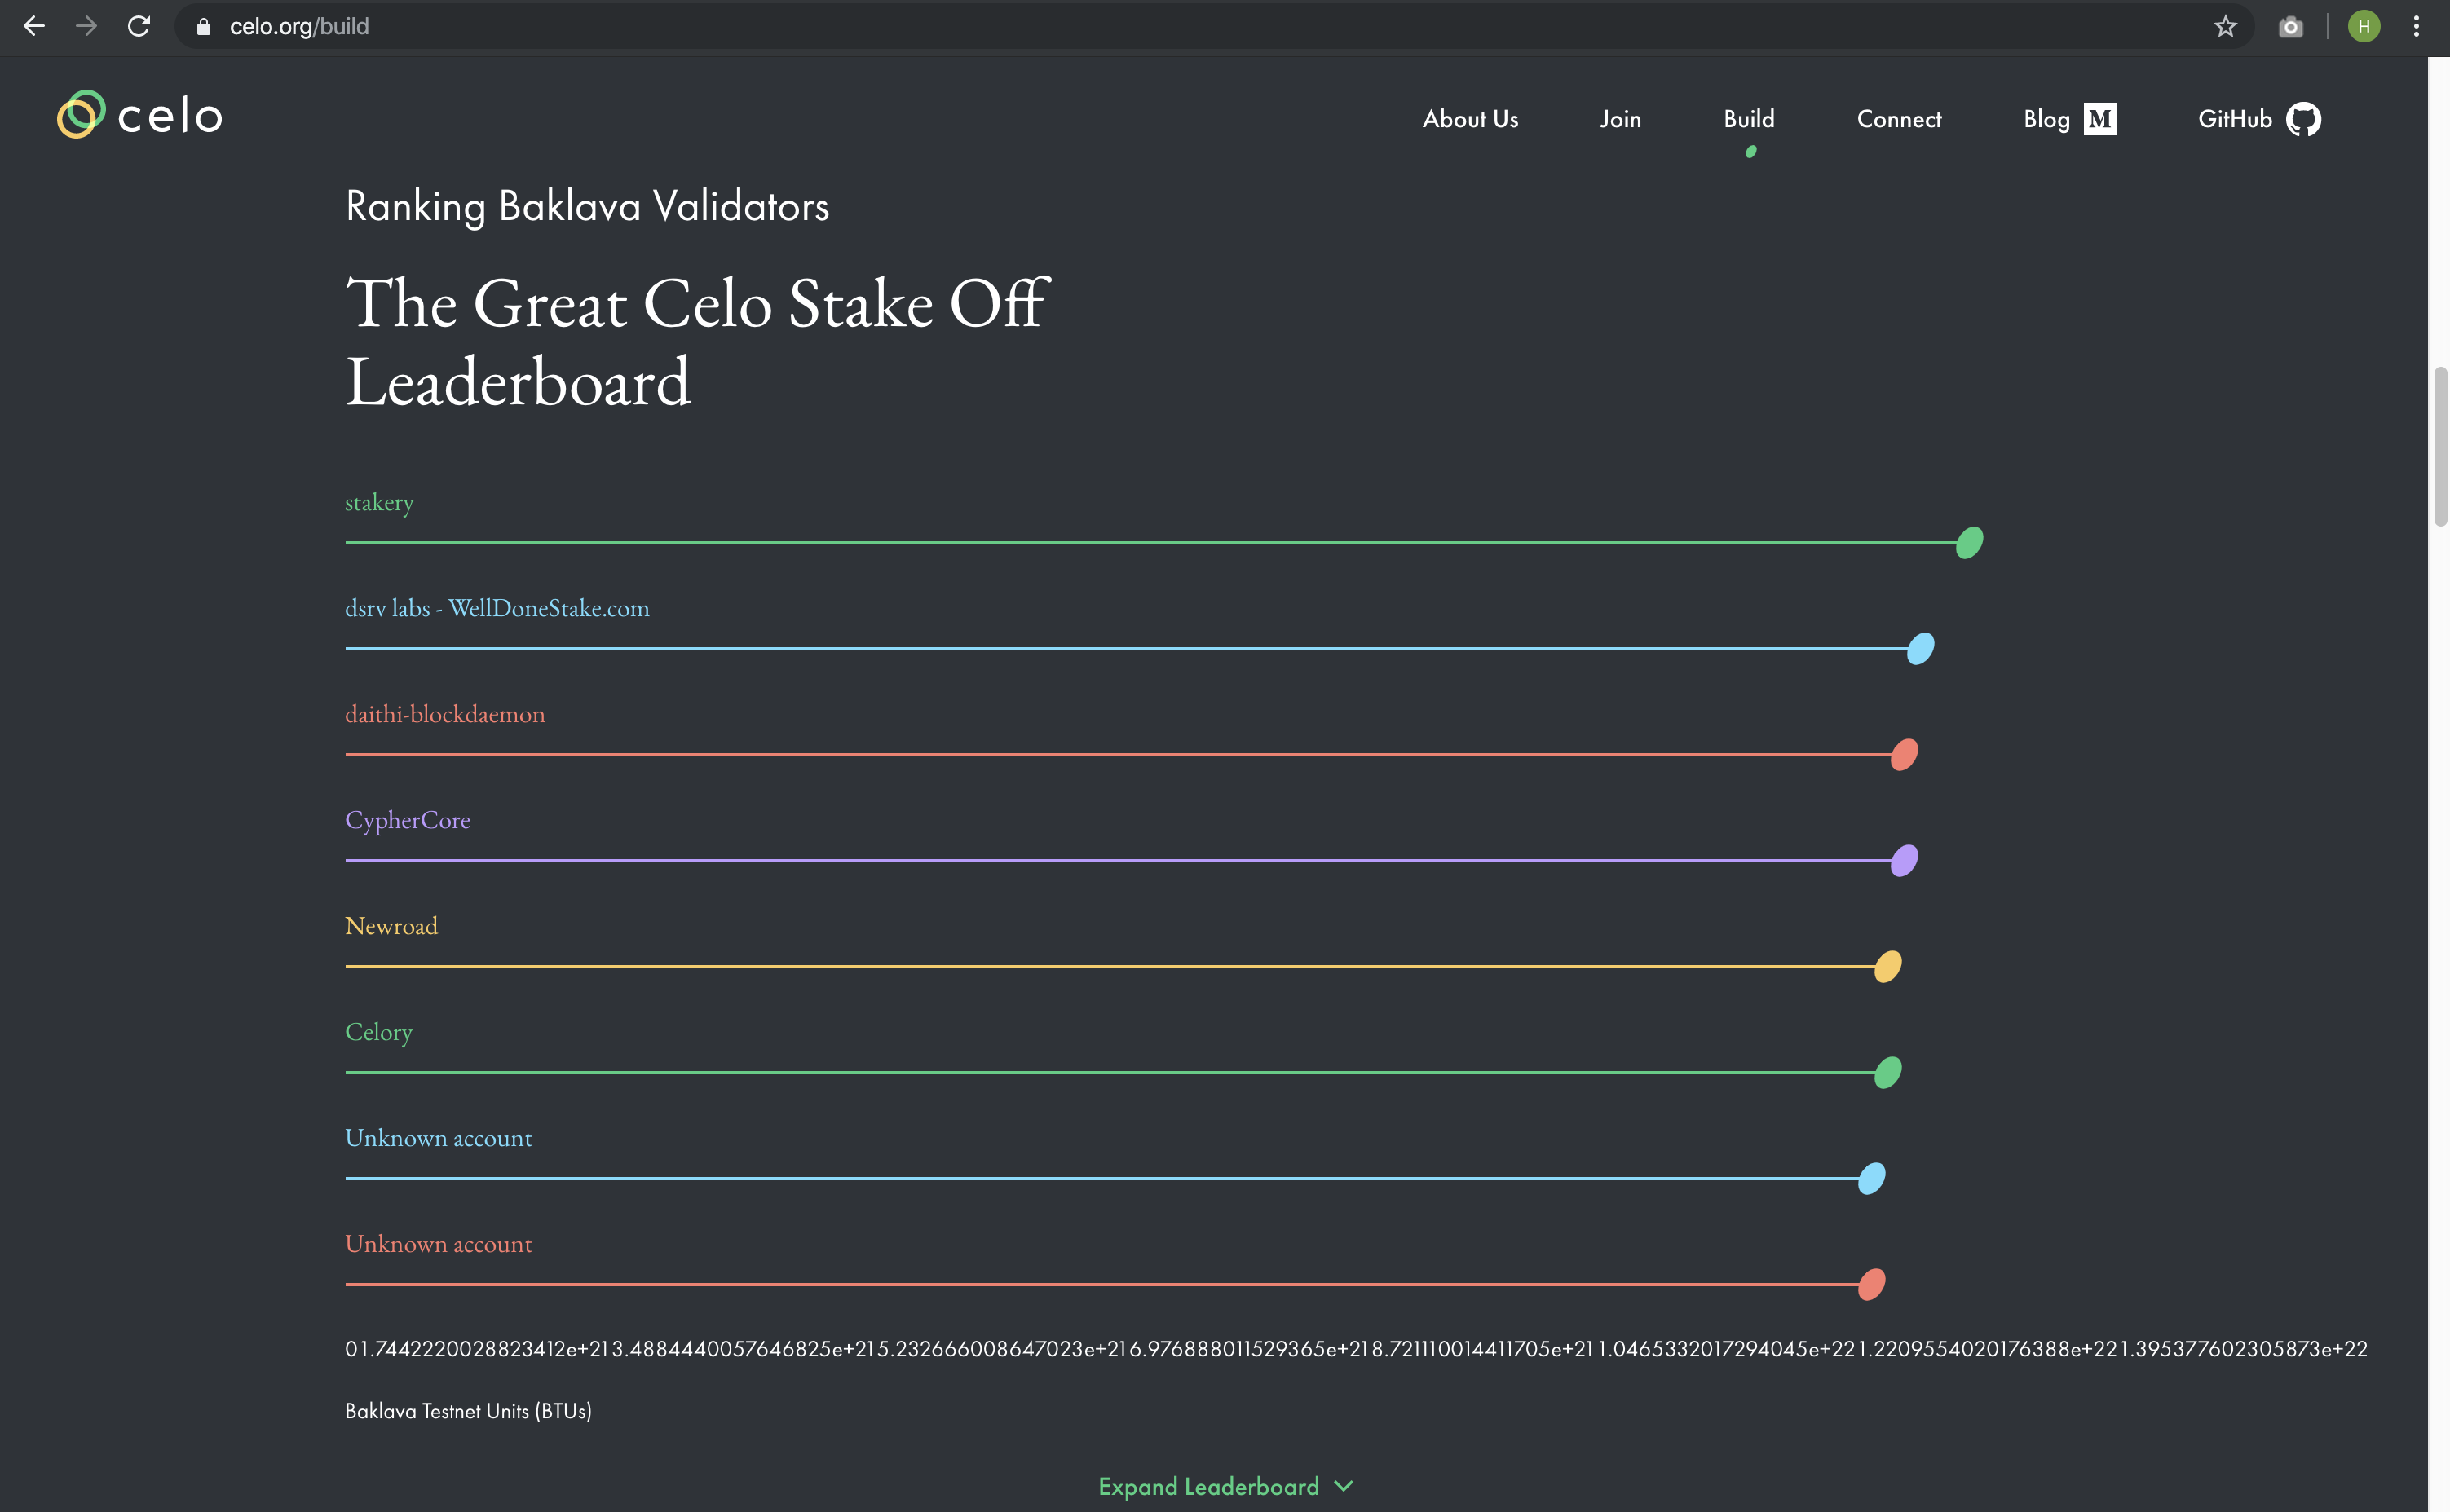 celo.org/build
H
celo
About Us Join Build Connect Blog M GitHub
Ranking Baklava Validators
The Great Celo Stake Off
Leaderboard
stakery
dsrv labs - WellDoneStake.com
daithi-blockdaemon
CypherCore
Newroad
Celory
Unknown account
Unknown account
01.7442220028823412e+213.4884440057646825e+215.232666008647023e+216.976888011529365e+218.721110014411705e+211.0465332017294045e+221.2209554020176388e+221.395377602305873e+22
Baklava Testnet Units (BTUs)
Expand Leaderboard